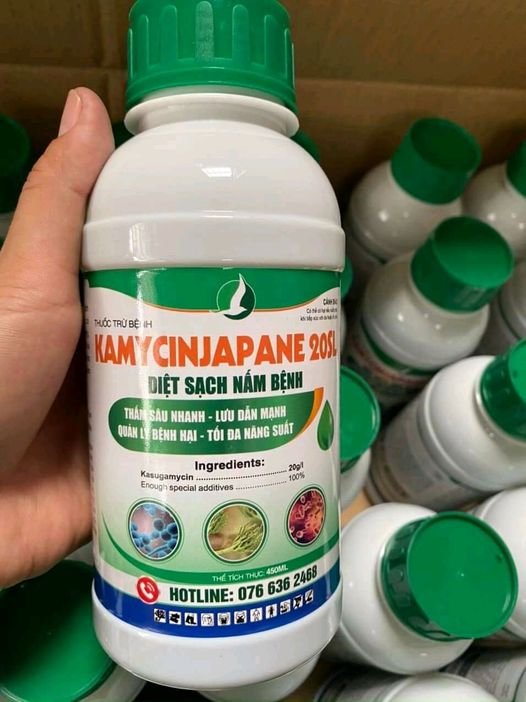 CẢNH BÁO
THUỐC TRỪ BỆNH
KAMYCINJAPANE 20SL
DIỆT SẠCH NẤM BỆNH
THẤM SÂU NHANH - LƯU DẪN MẠNH
QUẢN LÝ BỆNH HẠI - TỐI ĐA NĂNG SUẤT
Ingredients:
Kasugamycin ........................ 20g/l
Enough special additives ............... 100%
THỂ TÍCH THỰC: 450ML
HOTLINE: 076 636 2468